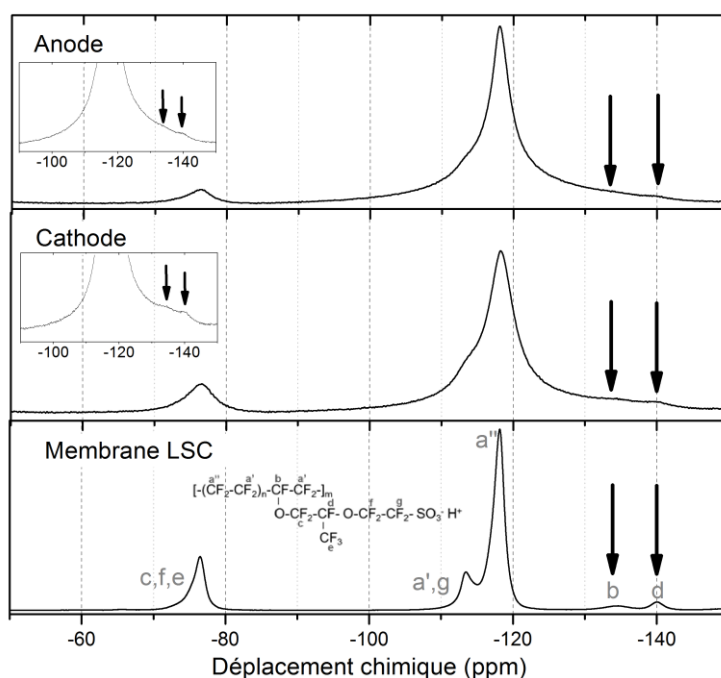 Anode
-100 -120 -140
Cathode
-100 -120 -140
Membrane LSC
a''
a'' a' b a'
[-(CF₂-CF₂)ₙ-CF-CF₂-]ₘ
d f g
O-CF₂-CF-O-CF₂-CF₂-SO₃⁻ H⁺
c
CF₃
e
c,f,e
a',g
b
d
-60 -80 -100 -120 -140
Déplacement chimique (ppm)